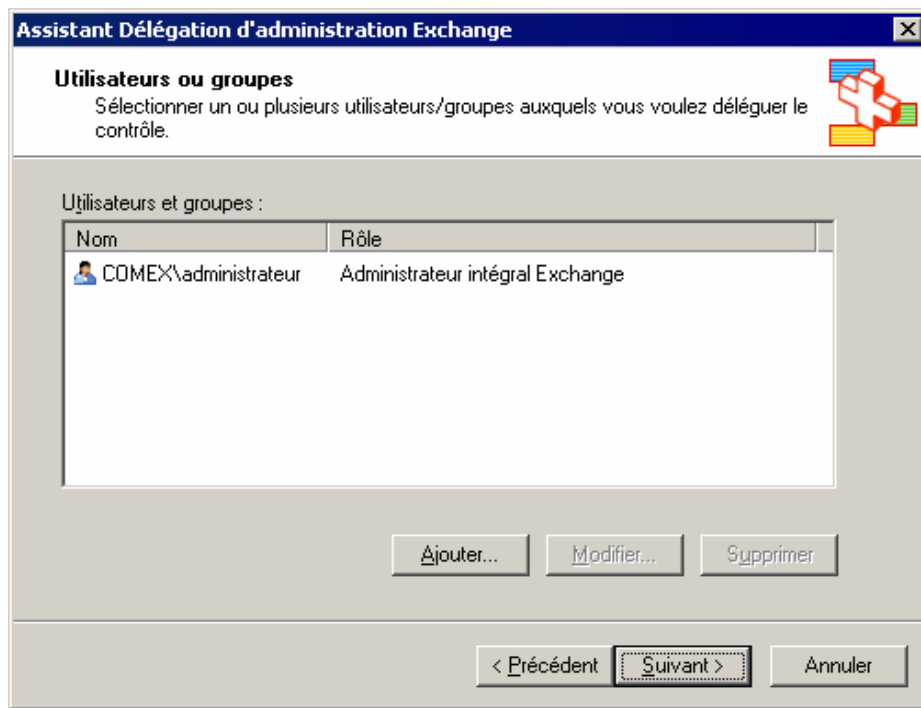 Assistant Délégation d'administration Exchange
Utilisateurs ou groupes
Sélectionner un ou plusieurs utilisateurs/groupes auxquels vous voulez déléguer le
contrôle.
Utilisateurs et groupes :
Nom Rôle
COMEX\administrateur Administrateur intégral Exchange
Ajouter... Modifier... Supprimer
< Précédent Suivant > Annuler